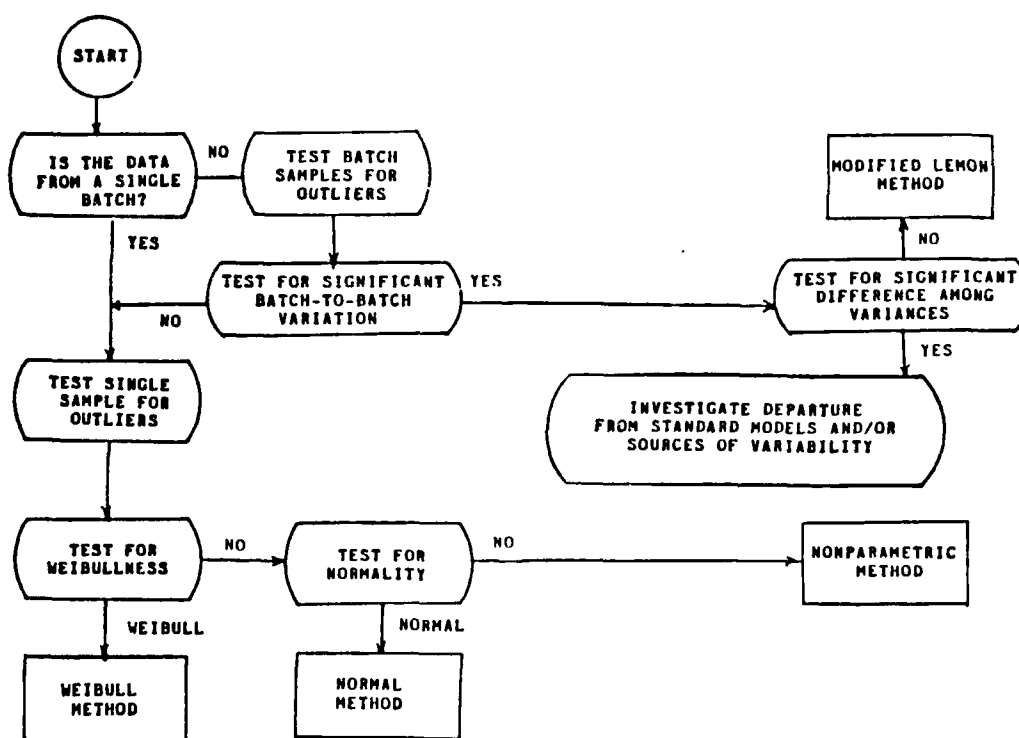 START
IS THE DATA
FROM A SINGLE
BATCH?
NO
TEST BATCH
SAMPLES FOR
OUTLIERS
MODIFIED LEMON
METHOD
YES
NO
TEST FOR SIGNIFICANT
BATCH-TO-BATCH
VARIATION
YES
NO
TEST FOR SIGNIFICANT
DIFFERENCE AMONG
VARIANCES
YES
TEST SINGLE
SAMPLE FOR
OUTLIERS
INVESTIGATE DEPARTURE
FROM STANDARD MODELS AND/OR
SOURCES OF VARIABILITY
TEST FOR
WEIBULLNESS
NO
TEST FOR
NORMALITY
NO
NONPARAMETRIC
METHOD
WEIBULL
NORMAL
WEIBULL
METHOD
NORMAL
METHOD